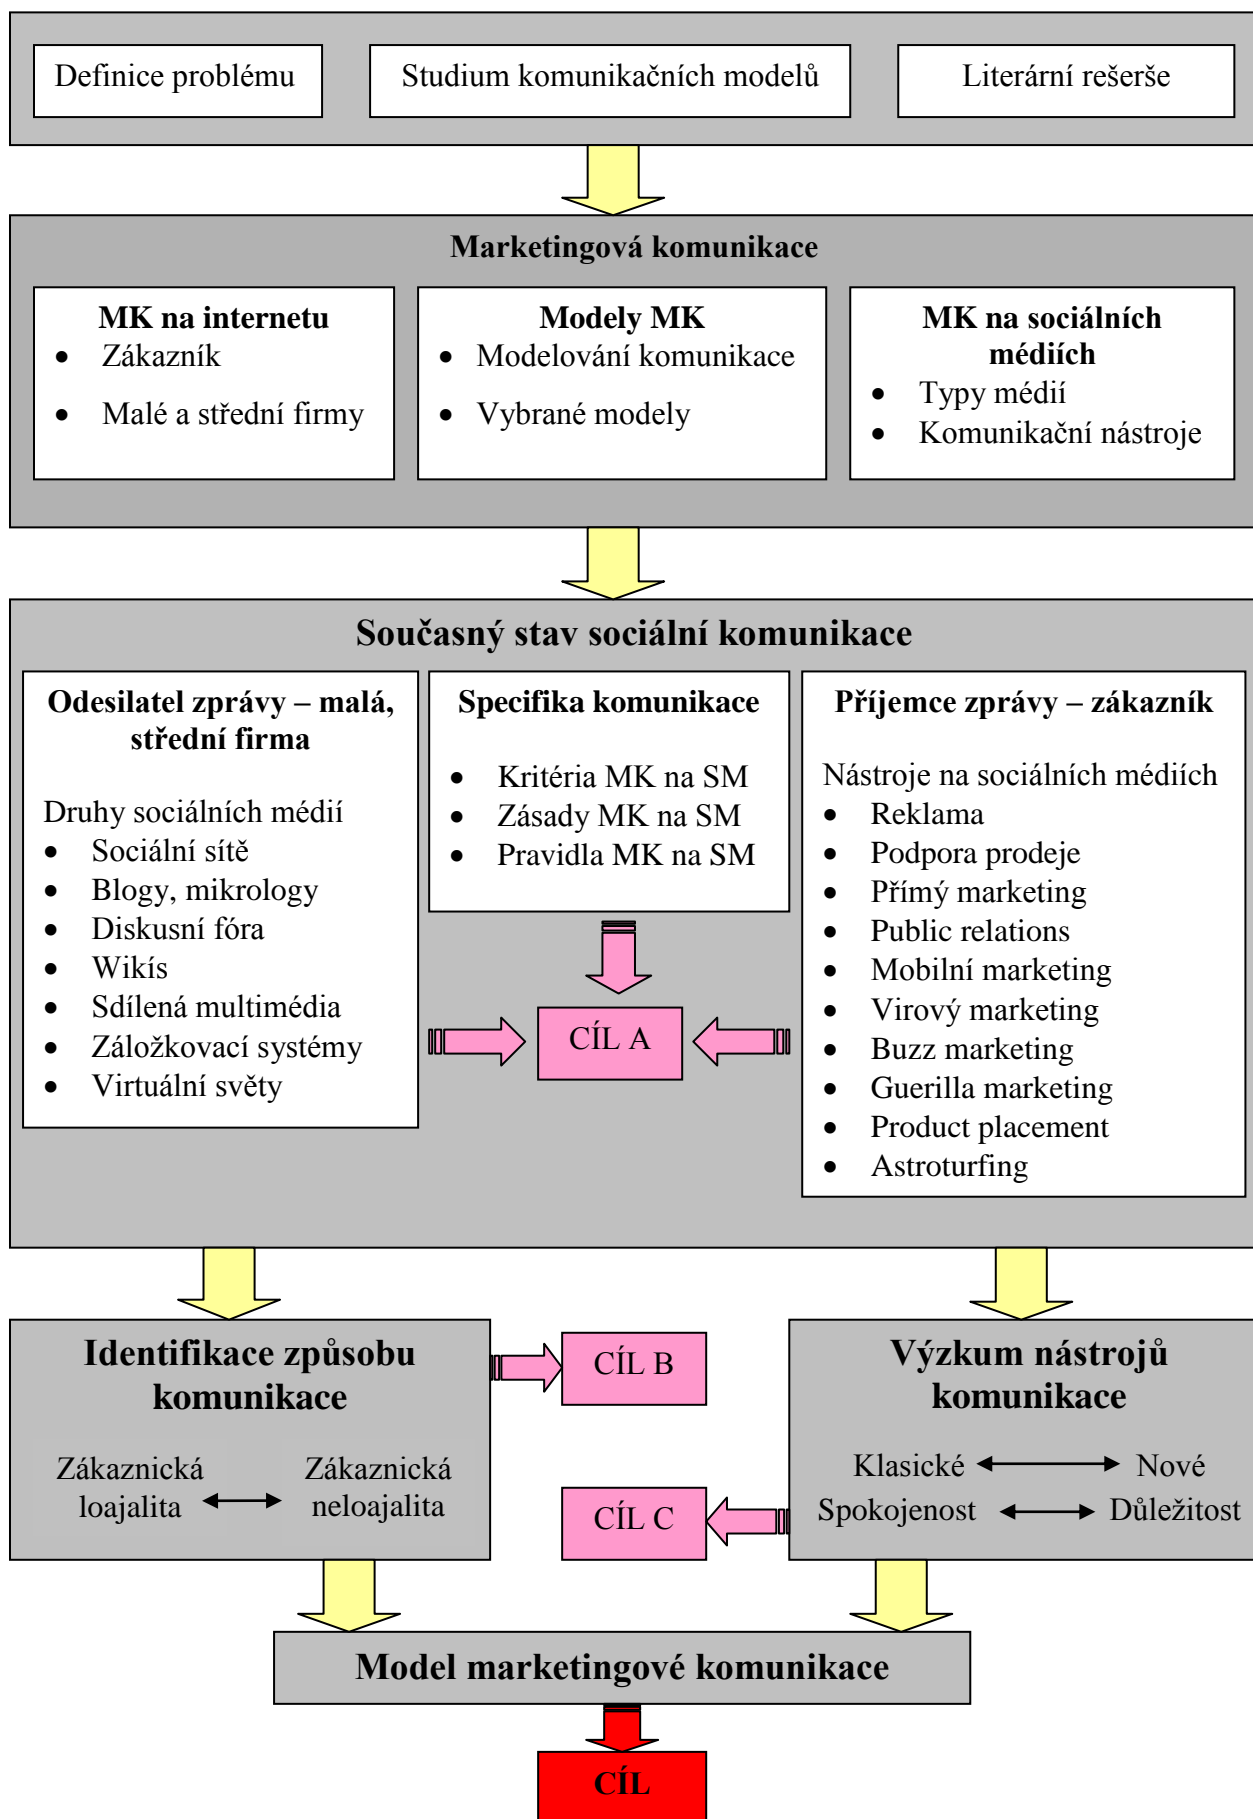 Definice problému
Studium komunikačních modelů
Literární rešerše
Marketingová komunikace
MK na internetu
• Zákazník
• Malé a střední firmy
Modely MK
• Modelování komunikace
• Vybrané modely
MK na sociálních
médiích
• Typy médií
• Komunikační nástroje
Současný stav sociální komunikace
Odesilatel zprávy – malá,
střední firma
Druhy sociálních médií
• Sociální sítě
• Blogy, mikrology
• Diskusní fóra
• Wikís
• Sdílená multimédia
• Záložkovací systémy
• Virtuální světy
Specifika komunikace
• Kritéria MK na SM
• Zásady MK na SM
• Pravidla MK na SM
CÍL A
Příjemce zprávy – zákazník
Nástroje na sociálních médiích
• Reklama
• Podpora prodeje
• Přímý marketing
• Public relations
• Mobilní marketing
• Virový marketing
• Buzz marketing
• Guerilla marketing
• Product placement
• Astroturfing
Identifikace způsobu
komunikace
Zákaznická
loajalita
Zákaznická
neloajalita
CÍL B
CÍL C
Výzkum nástrojů
komunikace
Klasické
Nové
Spokojenost
Důležitost
Model marketingové komunikace
CÍL